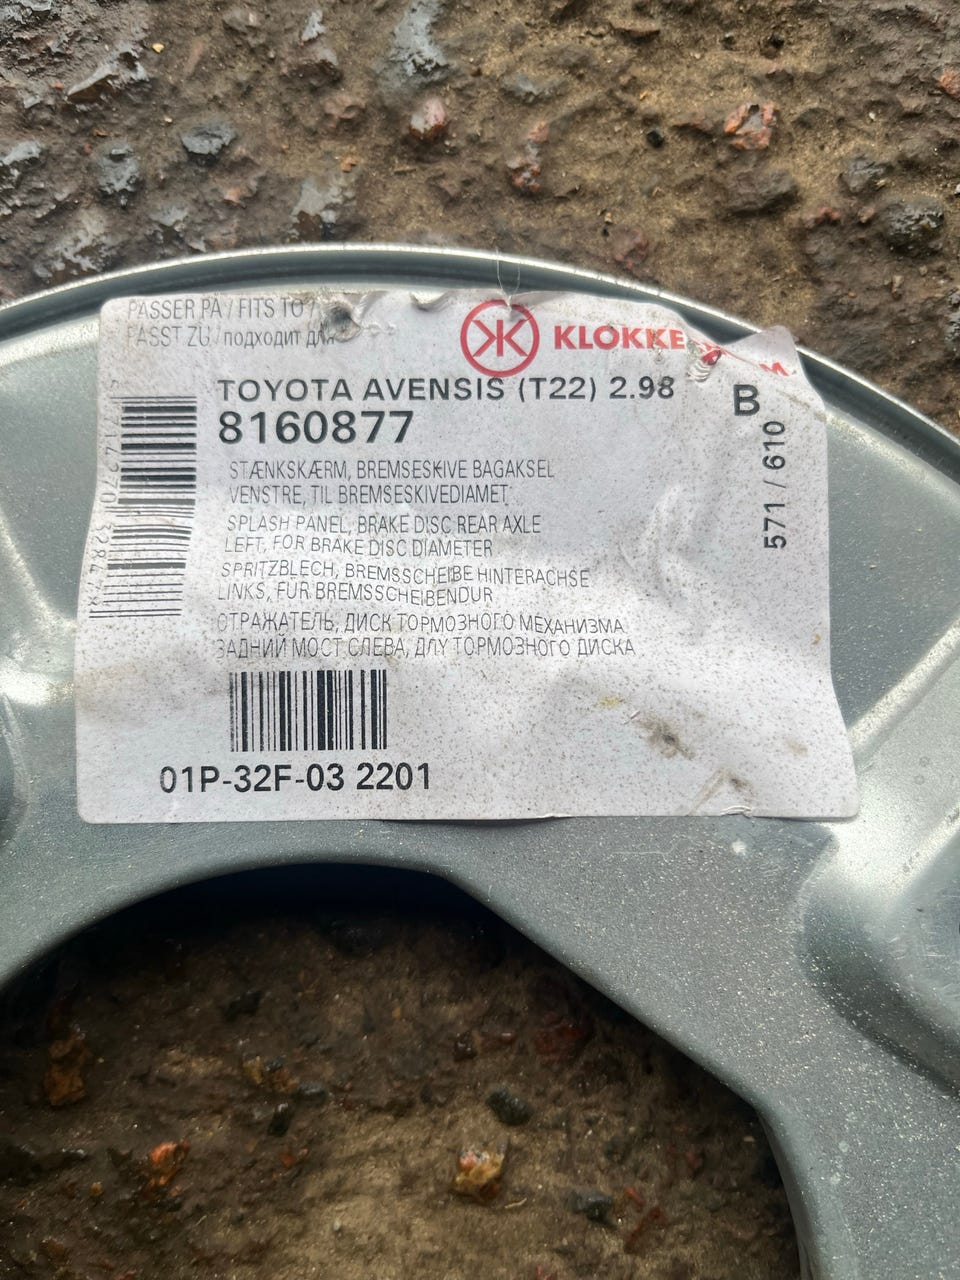 PASSER PÅ / FITS TO /
PASST ZU / подходит для
KLOKKE
TOYOTA AVENSIS (T22) 2.98
B
8160877
571 / 610
STÆNKSKÆRM, BREMSESKIVE BAGAKSEL
VENSTRE, TIL BREMSESKIVEDIAMET
SPLASH PANEL, BRAKE DISC REAR AXLE
LEFT, FOR BRAKE DISC DIAMETER
SPRITZBLECH, BREMSSCHEIBE HINTERACHSE
LINKS, FÜR BREMSSCHEIBENDUR
ОТРАЖАТЕЛЬ, ДИСК ТОРМОЗНОГО МЕХАНИЗМА
ЗАДНИЙ МОСТ СЛЕВА, ДЛУ ТОРМОЗНОГО ДИСКА
01P-32F-03 2201